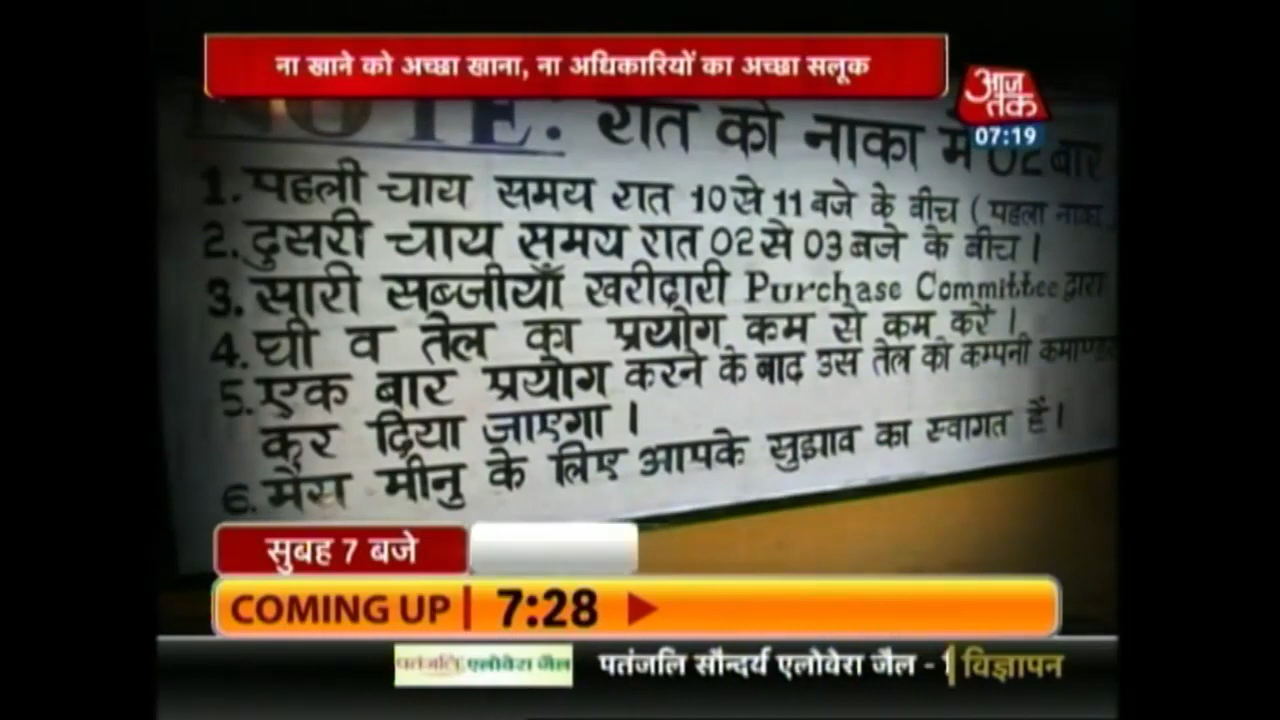 ना खाने को अच्छा खाना, ना अधिकारियों का अच्छा सलूक
आज तक
07:19
NOTE: रात को नाका में 02 बार
1. पहली चाय समय रात 10 से 11 बजे के बीच ( पहला नाका
2. दुसरी चाय समय रात 02 से 03 बजे के बीच ।
3. सारी सब्जीयाँ खरीदारी Purchase Committee द्वारा
4. घी व तेल का प्रयोग कम से कम करें ।
5. एक बार प्रयोग करने के बाद उस तेल को कम्पनी
कर दिया जाएगा ।
6. मेस मीनु के लिए आपके सुझाव का स्वागत हैं ।
सुबह 7 बजे
COMING UP 7:28
पतंजलि एलोवेरा जैल पतंजलि सौन्दर्य एलोवेरा जैल - विज्ञापन